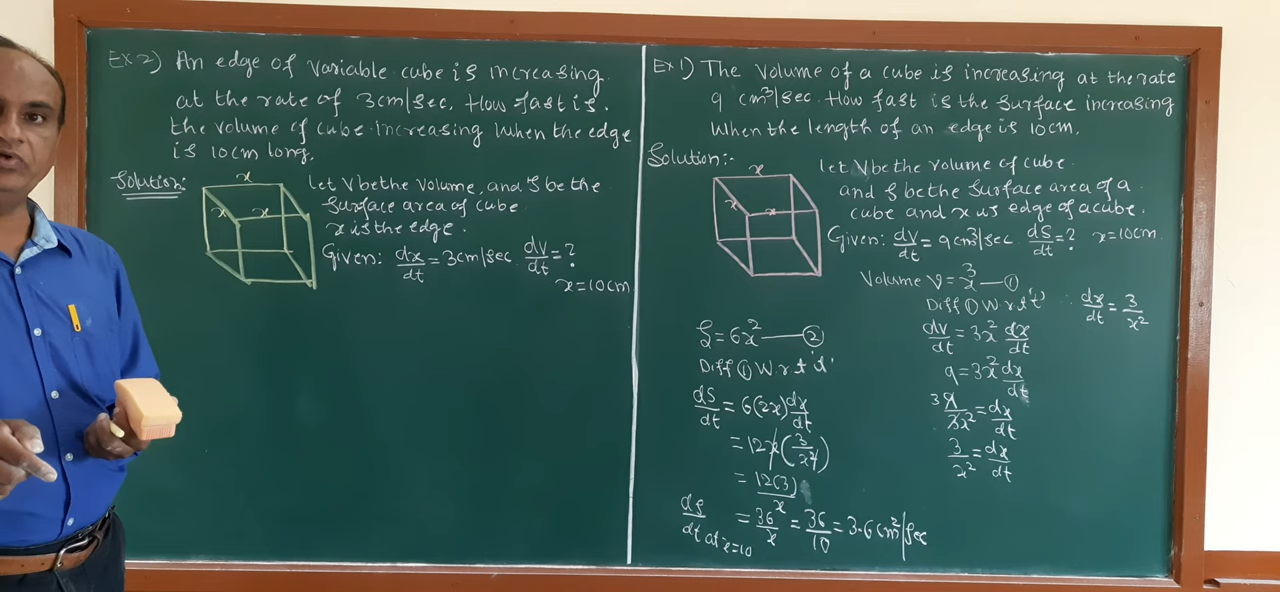 Ex 2) An edge of variable cube is increasing
at the rate of 3cm/sec. How fast is
the volume of cube increasing when the edge
is 10cm long.
Solution:
x
x
x
Let V be the volume, and S be the
Surface area of cube
x is the edge.
Given: dx/dt = 3cm/sec dv/dt = ?
x = 10cm
Ex 1) The volume of a cube is increasing at the rate
9 cm³/sec. How fast is the surface increasing
when the length of an edge is 10cm.
Solution:-
x
x
x
let V be the volume of cube.
and S be the Surface area of a
cube and x us edge of a cube.
Given: dV/dt = 9cm³/sec dS/dt = ? x = 10cm
Volume V = x³ — ①
Diff ① W.r.t 't'
dv/dt = 3x² dx/dt
9 = 3x² dx/dt
3 9/3x² = dx/dt
3/x² = dx/dt
∴ dx/dt = 3/x²
S = 6x² — ②
Diff ① W.r.t 't'
dS/dt = 6(2x) dx/dt
= 12x (3/x²)
= 12(3)/x
dS/dt at x=10 = 36/x = 36/10 = 3.6cm²/sec